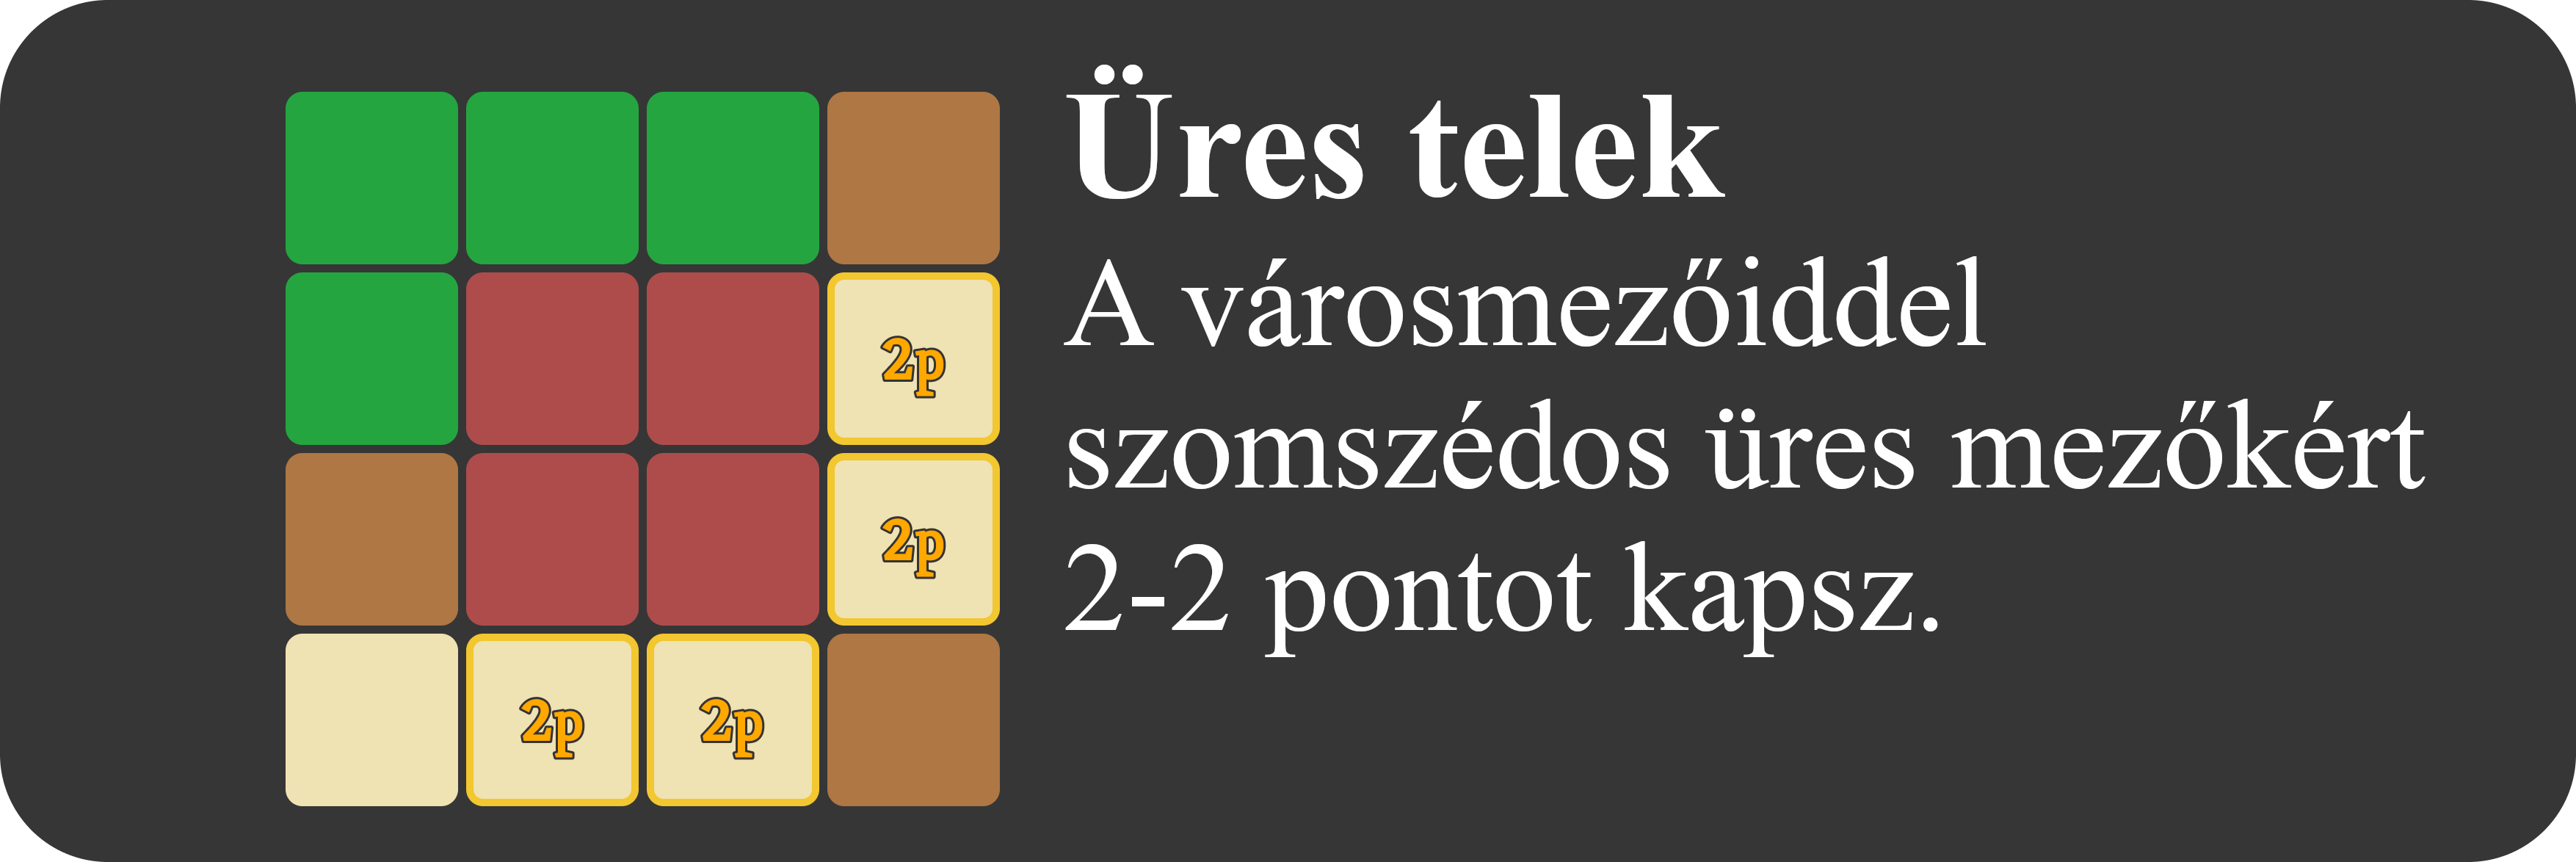 Üres telek
A városmezőiddel
szomszédos üres mezőkért
2-2 pontot kapsz.
2p
2p
2p 2p